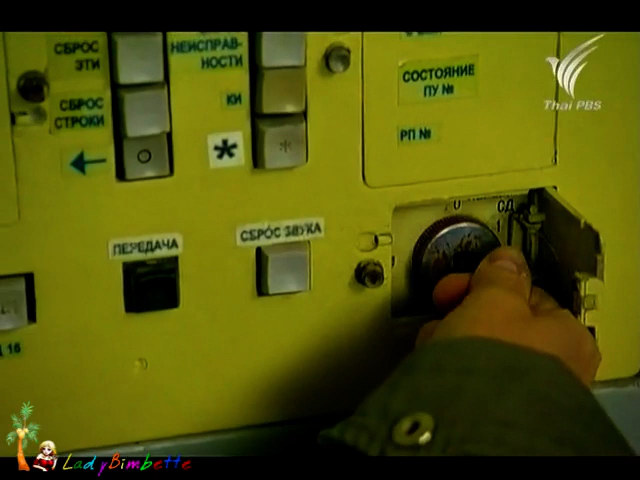 СБРОС
ЭТИ
НЕИСПРАВ-
НОСТИ
СБРОС
СТРОКИ
КИ
СОСТОЯНИЕ
ПУ №
РП №
Thai PBS
ПЕРЕДАЧА
СБРОС ЗВУКА
СД
1
16
LadyBimbette